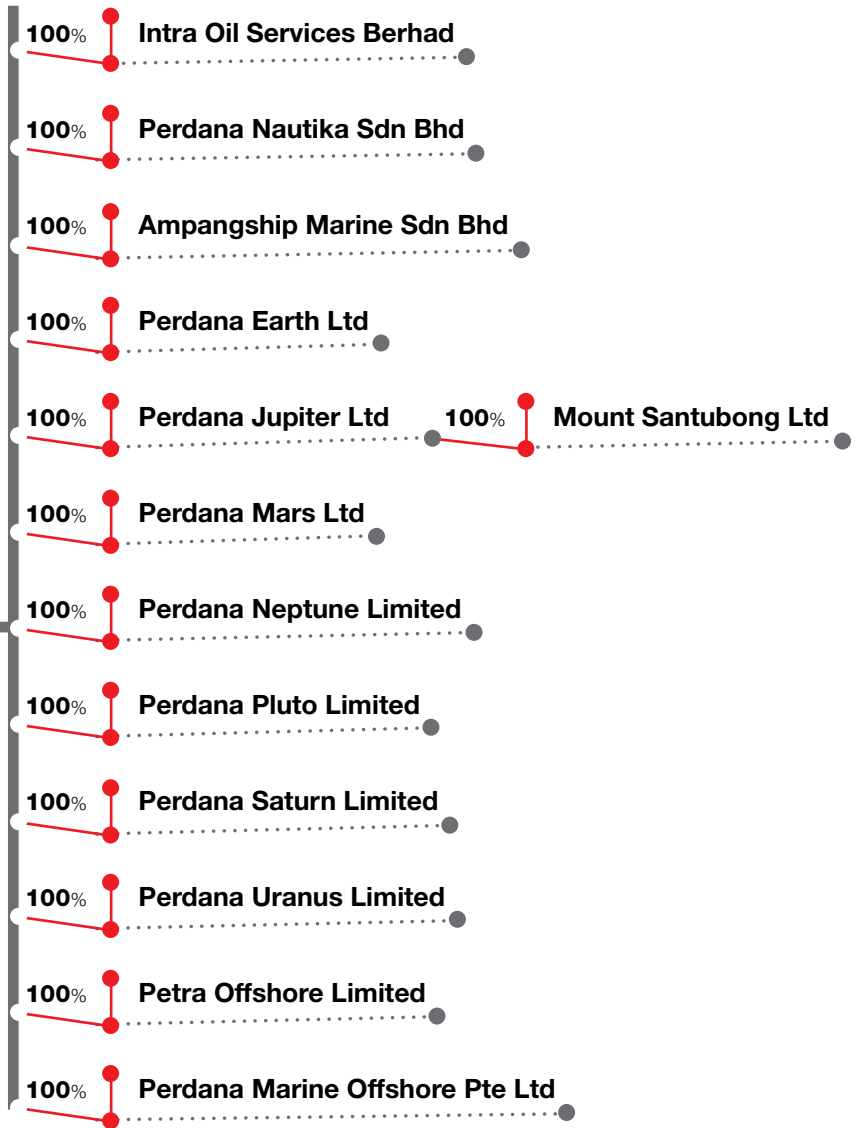 100% Intra Oil Services Berhad
100% Perdana Nautika Sdn Bhd
100% Ampangship Marine Sdn Bhd
100% Perdana Earth Ltd
100% Perdana Jupiter Ltd 100% Mount Santubong Ltd
100% Perdana Mars Ltd
100% Perdana Neptune Limited
100% Perdana Pluto Limited
100% Perdana Saturn Limited
100% Perdana Uranus Limited
100% Petra Offshore Limited
100% Perdana Marine Offshore Pte Ltd